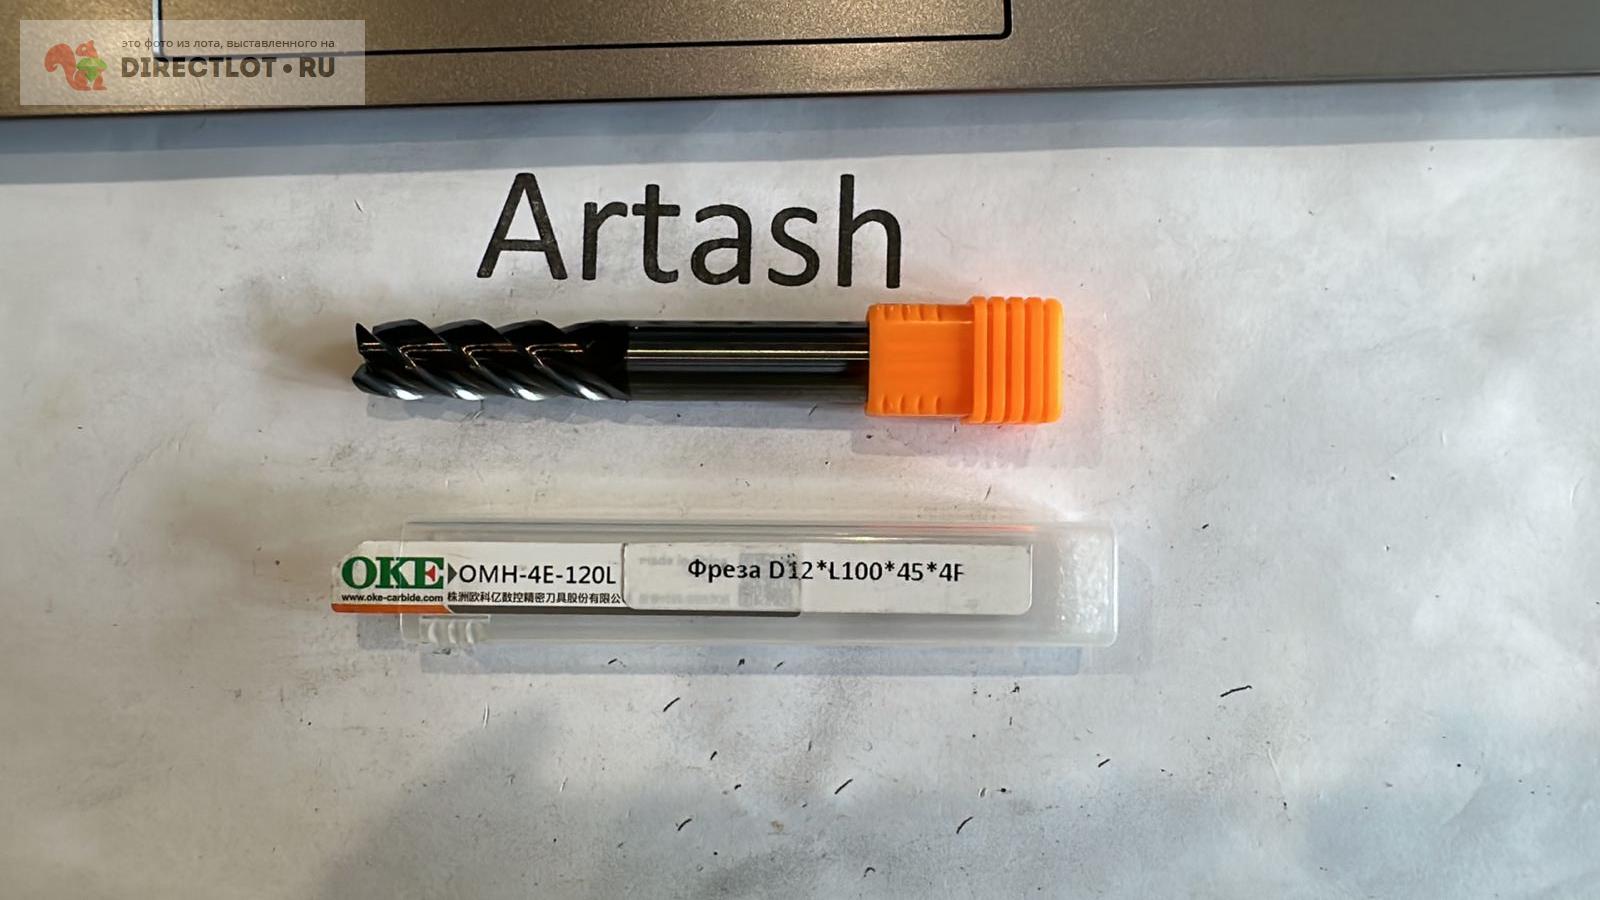 это фото из лота, выставленного на
DIRECTLOT•RU
Artash
OKE OMH-4E-120L
www.oke-carbide.com 株洲欧科亿数控精密刀具股份有限公
Фреза D12*L100*45*4F